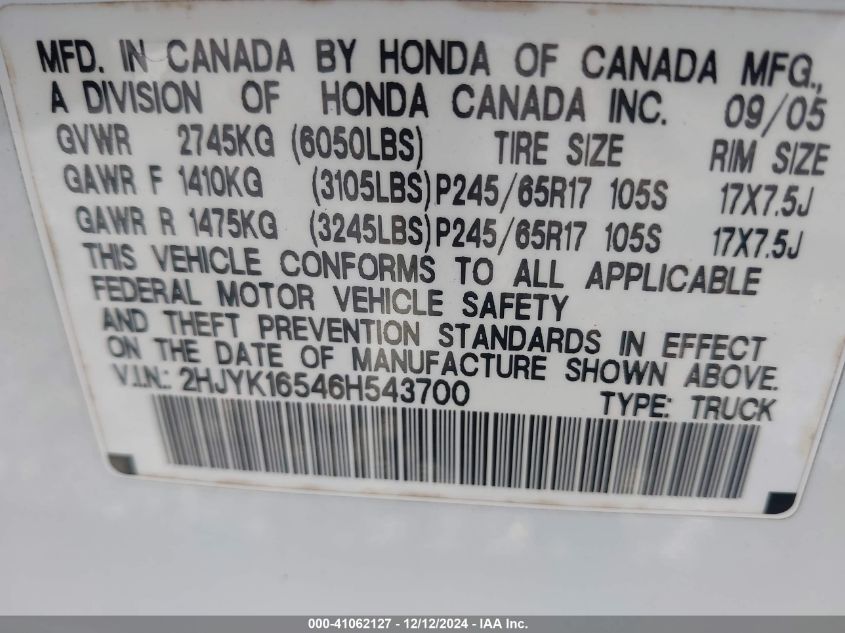 MFD. IN CANADA BY HONDA OF CANADA MFG.,
A DIVISION OF HONDA CANADA INC. 09/05
GVWR 2745KG (6050LBS) TIRE SIZE RIM SIZE
GAWR F 1410KG (3105LBS) P245/65R17 105S 17X7.5J
GAWR R 1475KG (3245LBS) P245/65R17 105S 17X7.5J
THIS VEHICLE CONFORMS TO ALL APPLICABLE
FEDERAL MOTOR VEHICLE SAFETY
AND THEFT PREVENTION STANDARDS IN EFFECT
ON THE DATE OF MANUFACTURE SHOWN ABOVE.
V.I.N.: 2HJYK16546H543700 TYPE: TRUCK
000-41062127 - 12/12/2024 - IAA Inc.